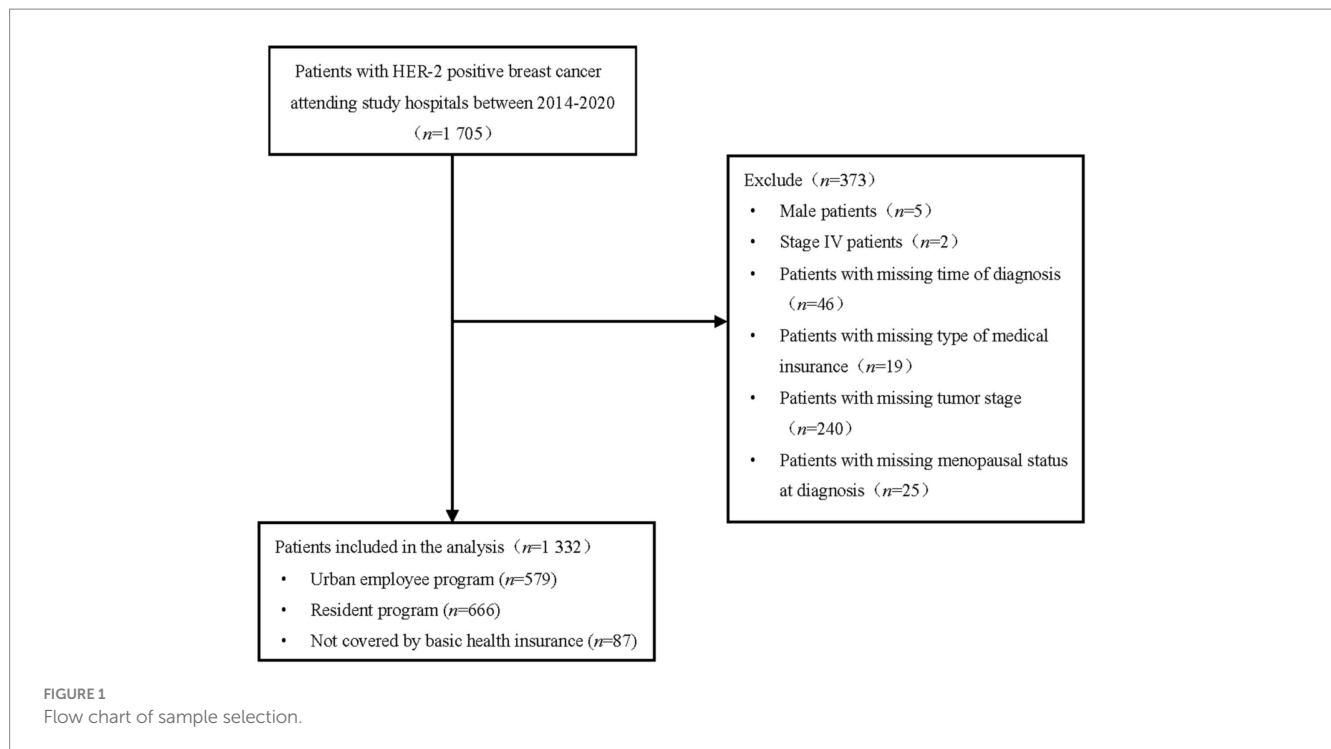 Patients with HER-2 positive breast cancer
attending study hospitals between 2014-2020
（n=1 705）
Exclude（n=373）
• Male patients（n=5）
• Stage IV patients（n=2）
• Patients with missing time of diagnosis
（n=46）
• Patients with missing type of medical
insurance（n=19）
• Patients with missing tumor stage
（n=240）
• Patients with missing menopausal status
at diagnosis（n=25）
Patients included in the analysis（n=1 332）
• Urban employee program (n=579)
• Resident program (n=666)
• Not covered by basic health insurance (n=87)
FIGURE 1
Flow chart of sample selection.